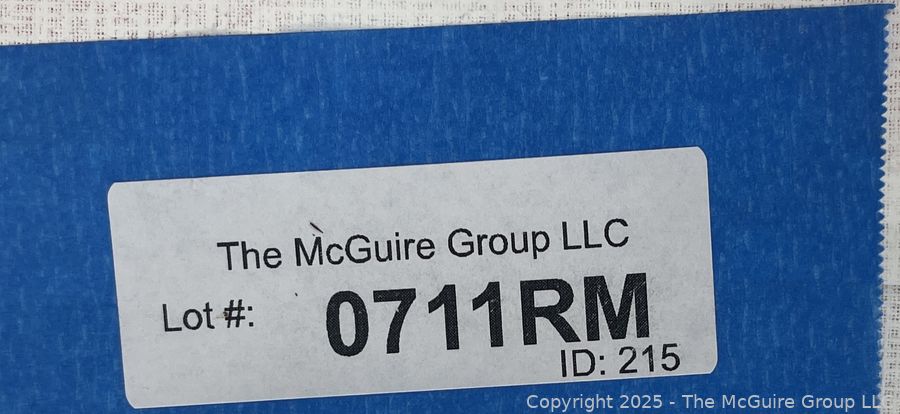 The McGuire Group LLC
Lot #: 0711RM
ID: 215
Copyright 2025 - The McGuire Group LLC